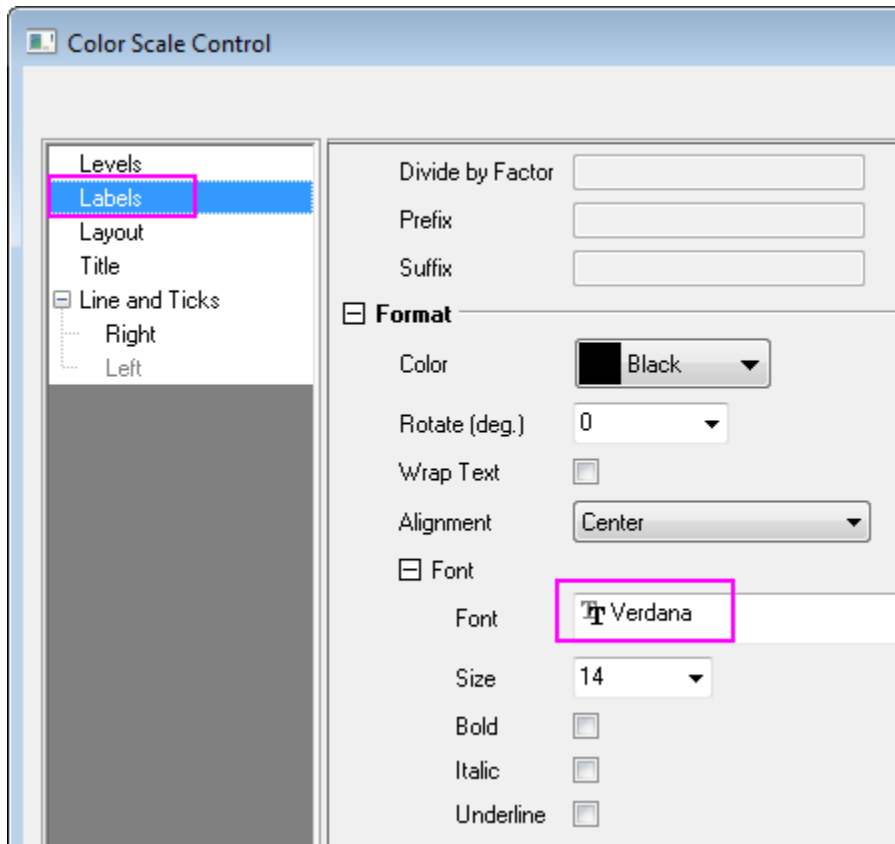 Color Scale Control
Levels
Labels
Layout
Title
Line and Ticks
Right
Left
Divide by Factor
Prefix
Suffix
Format
Color Black
Rotate (deg.) 0
Wrap Text
Alignment Center
Font
Font Verdana
Size 14
Bold
Italic
Underline